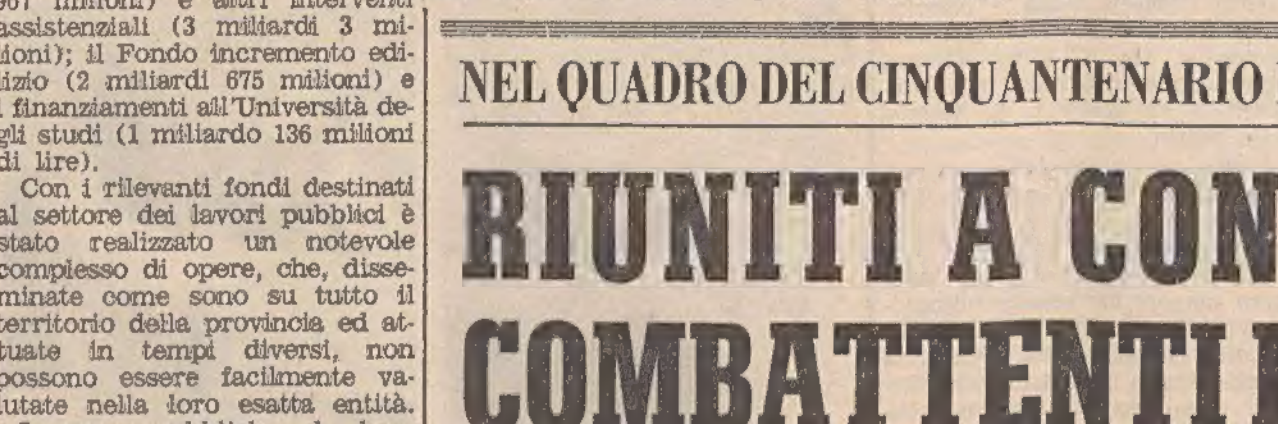 967 milioni) e altri interventi
assistenziali (3 miliardi 3 mi-
lioni); il Fondo incremento edi-
lizio (2 miliardi 675 milioni) e
i finanziamenti all'Università de-
gli studi (1 miliardo 136 milioni
di lire).
Con i rilevanti fondi destinati
al settore dei lavori pubblici è
stato realizzato un notevole
complesso di opere, che, disse-
minate come sono su tutto il
territorio della provincia ed at-
tuate in tempi diversi, non
possono essere facilmente va-
lutate nella loro esatta entità.
NEL QUADRO DEL CINQUANTENARIO
RIUNITI A CON
COMBATTENTI